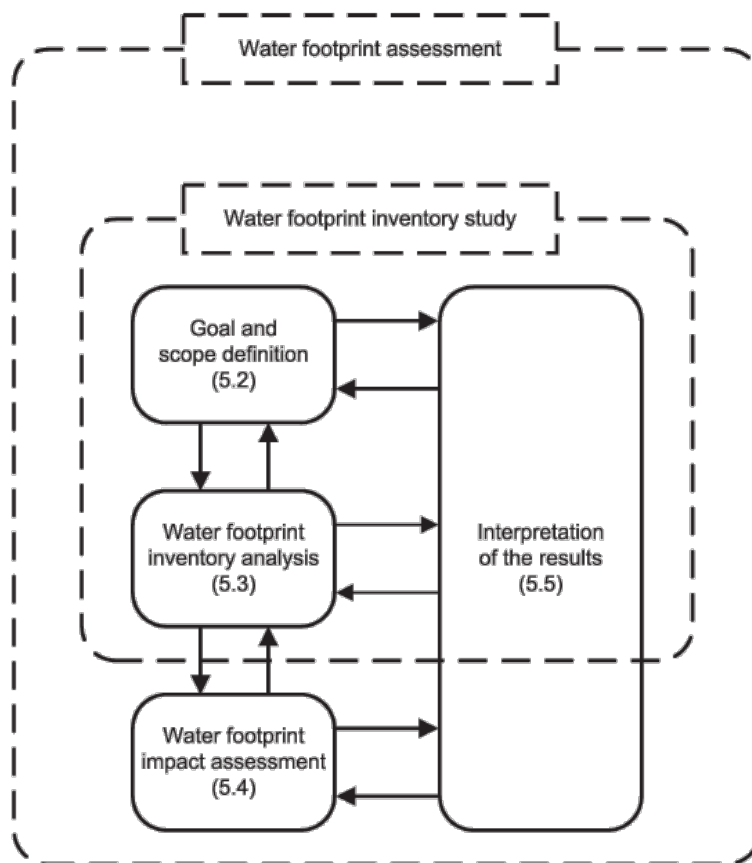 Water footprint assessment
Water footprint inventory study
Goal and
scope definition
(5.2)
Water footprint
inventory analysis
(5.3)
Interpretation
of the results
(5.5)
Water footprint
impact assessment
(5.4)